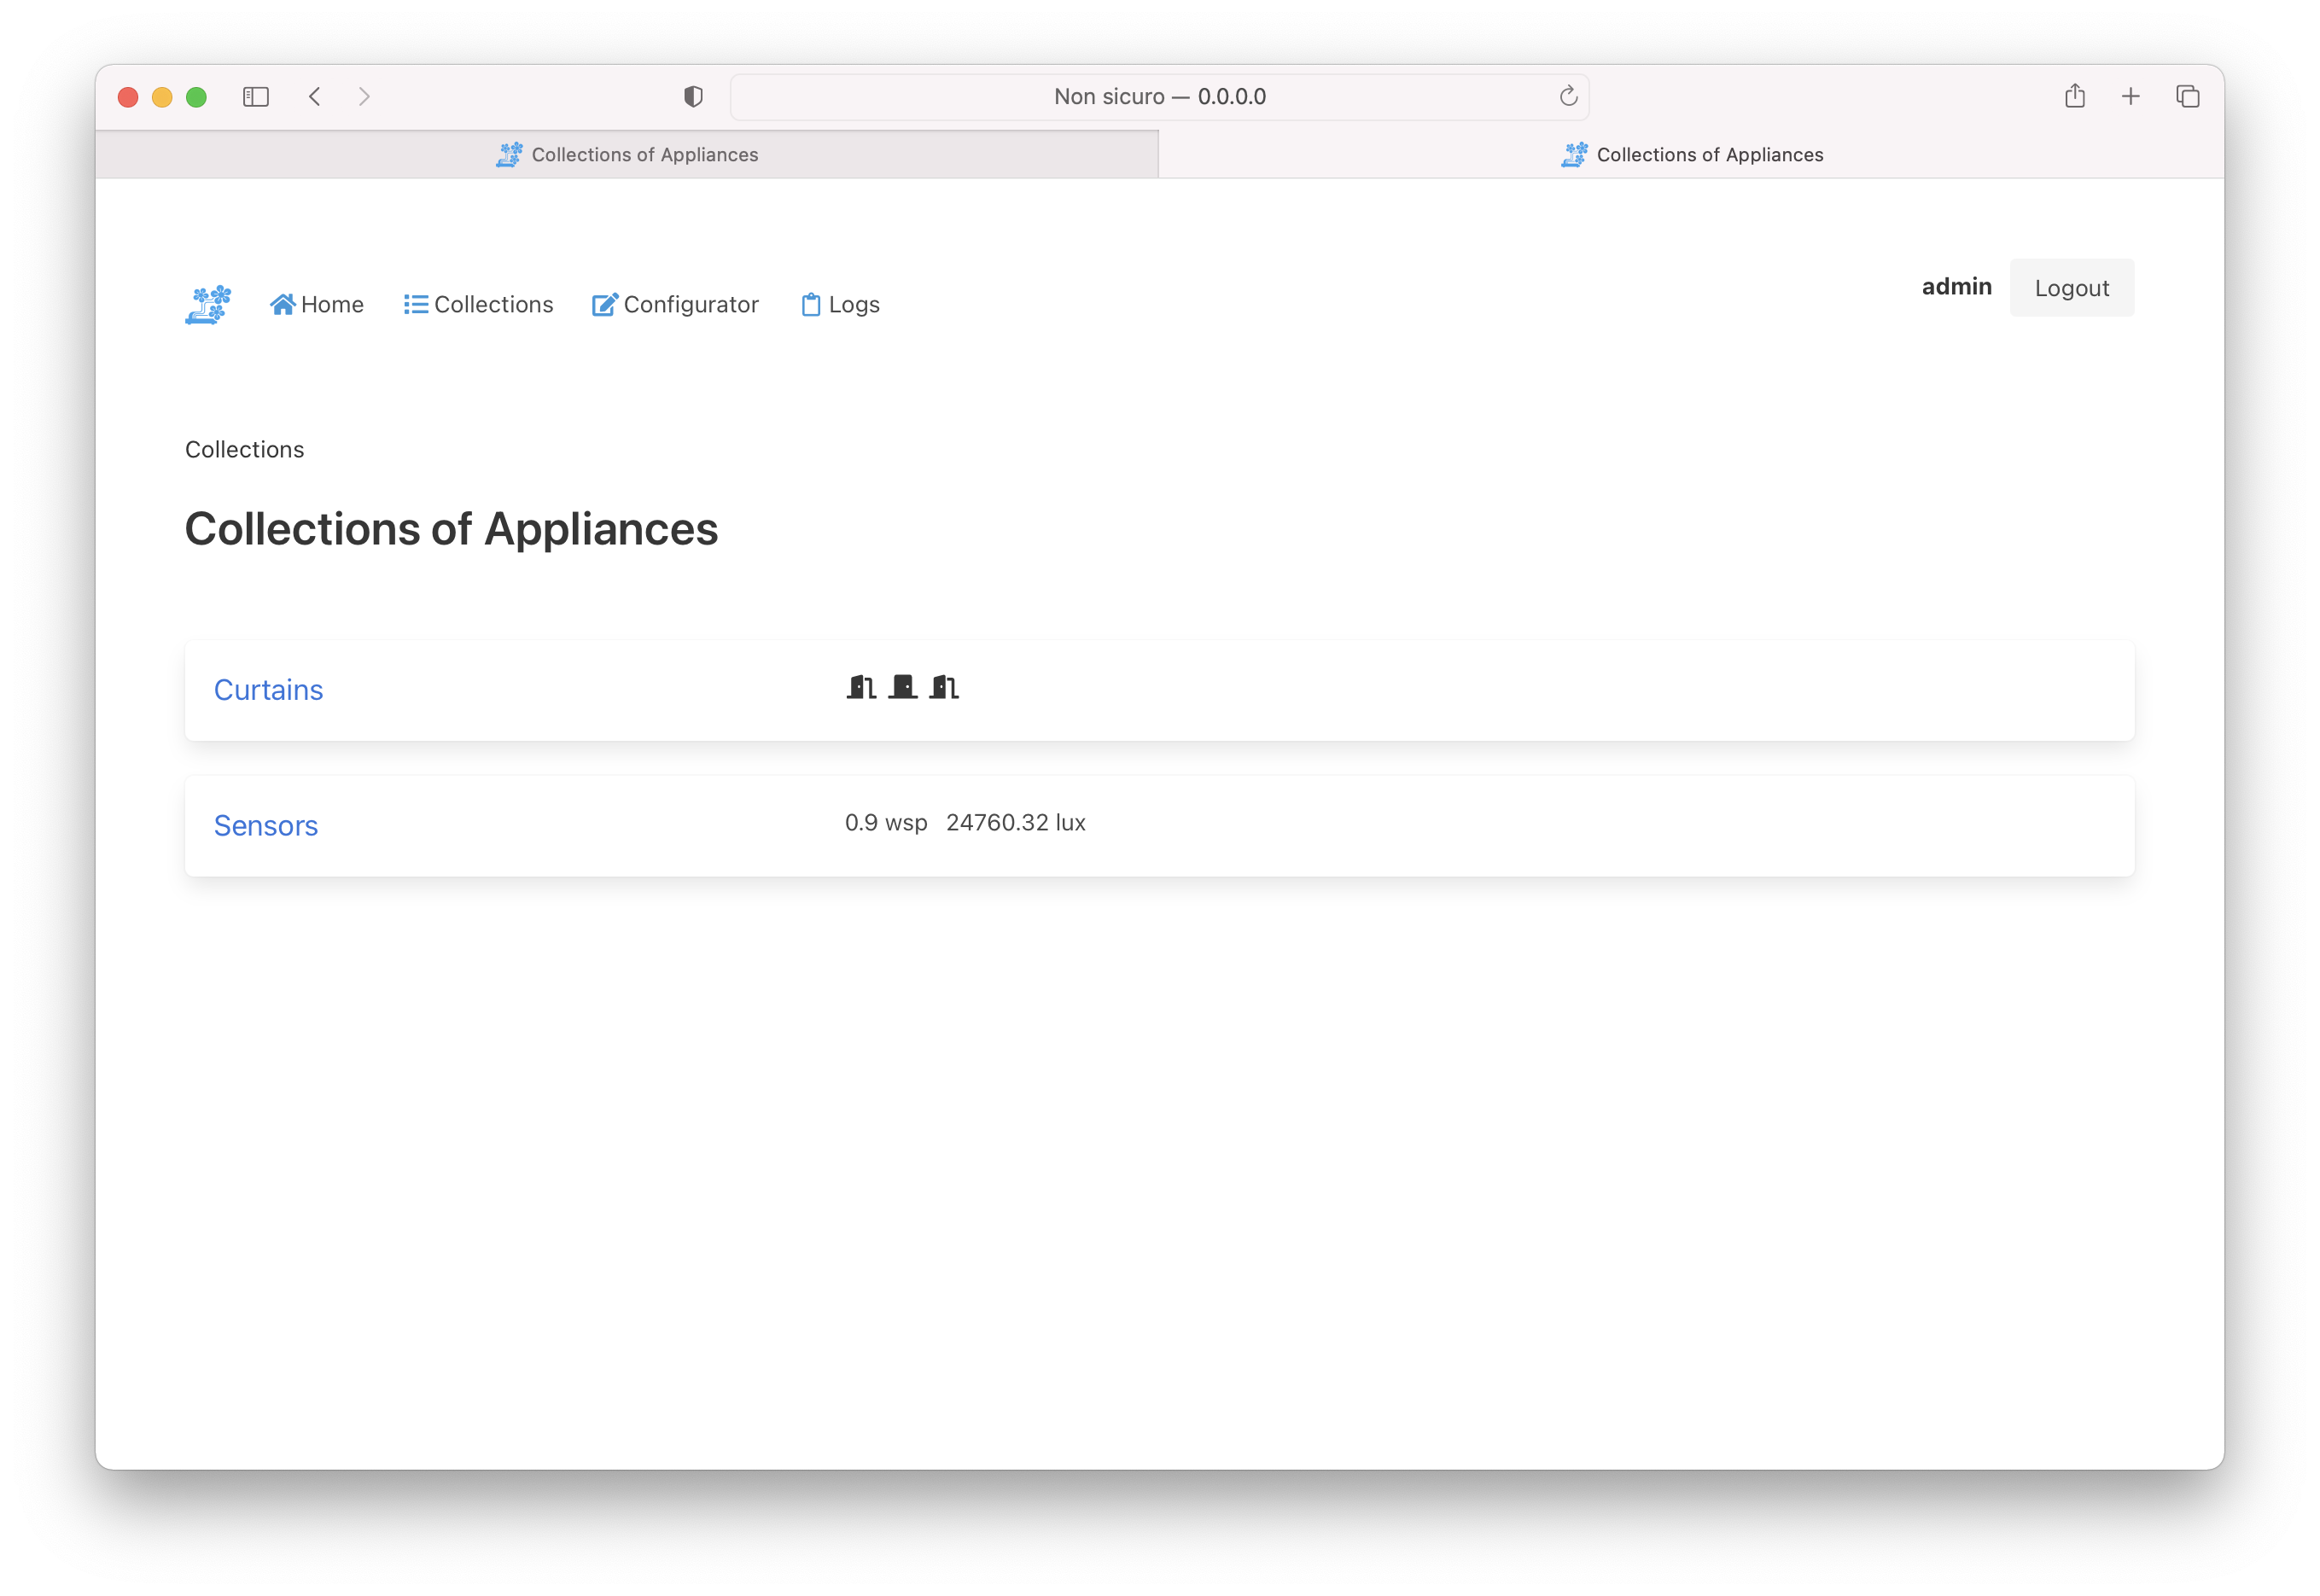 Non sicuro — 0.0.0.0
Collections of Appliances
Collections of Appliances
Home
Collections
Configurator
Logs
admin
Logout
Collections
Collections of Appliances
Curtains
Sensors
0.9 wsp 24760.32 lux